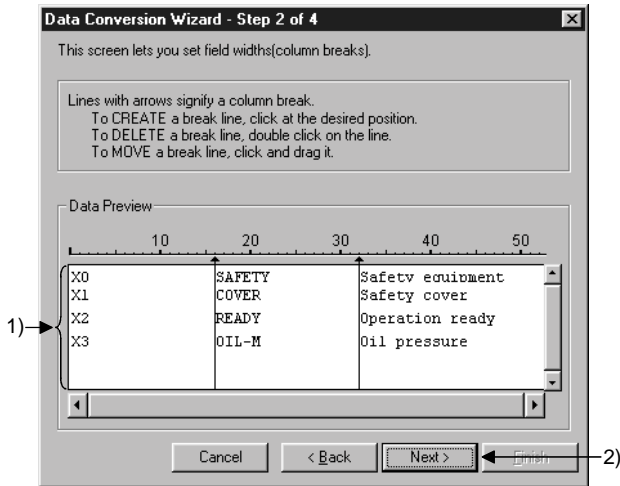 Data Conversion Wizard - Step 2 of 4
This screen lets you set field widths(column breaks).
Lines with arrows signify a column break.
To CREATE a break line, click at the desired position.
To DELETE a break line, double click on the line.
To MOVE a break line, click and drag it.
Data Preview
10 20 30 40 50
X0 SAFETY Safety equipment
X1 COVER Safety cover
1) X2 READY Operation ready
X3 OIL-M Oil pressure
Cancel < Back Next > Finish 2)